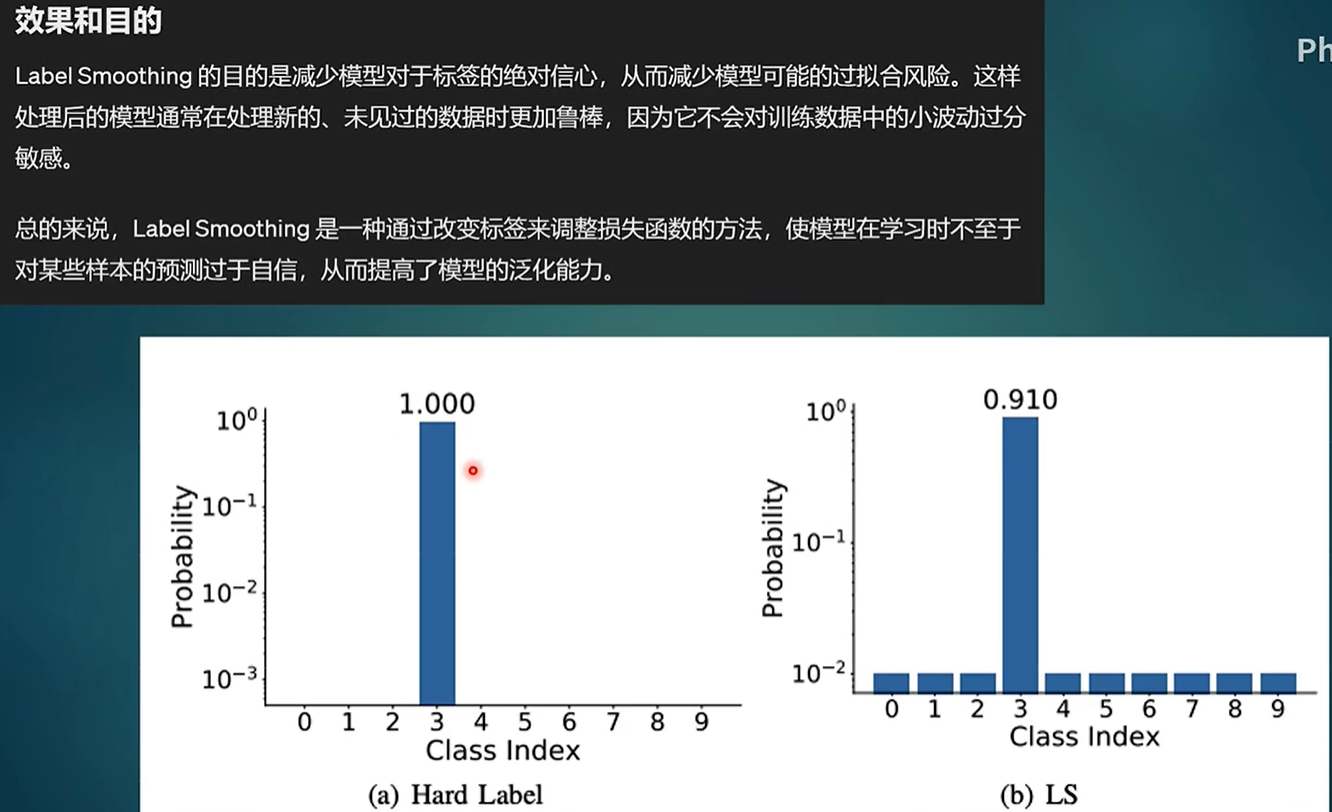 效果和目的
Ph
Label Smoothing 的目的是减少模型对于标签的绝对信心，从而减少模型可能的过拟合风险。这样
处理后的模型通常在处理新的、未见过的数据时更加鲁棒，因为它不会对训练数据中的小波动过分
敏感。
总的来说，Label Smoothing 是一种通过改变标签来调整损失函数的方法，使模型在学习时不至于
对某些样本的预测过于自信，从而提高了模型的泛化能力。
1.000
10⁰
10⁻¹
10⁻²
10⁻³
Probability
0 1 2 3 4 5 6 7 8 9
Class Index
(a) Hard Label
0.910
10⁰
10⁻¹
10⁻²
Probability
0 1 2 3 4 5 6 7 8 9
Class Index
(b) LS